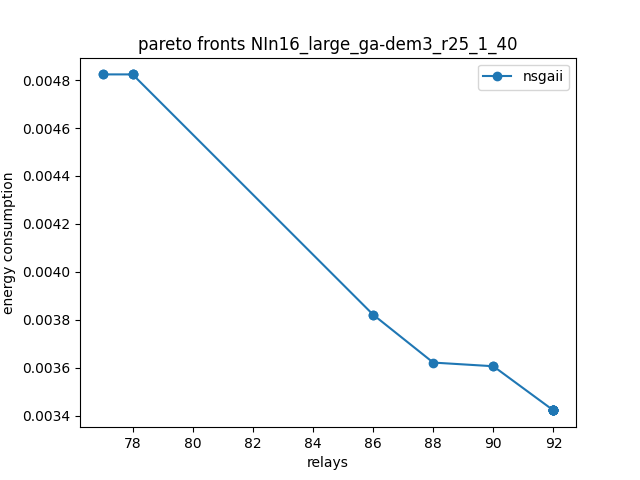 pareto fronts NIn16_large_ga-dem3_r25_1_40
nsgaii
energy consumption
0.0048
0.0046
0.0044
0.0042
0.0040
0.0038
0.0036
0.0034
78 80 82 84 86 88 90 92
relays